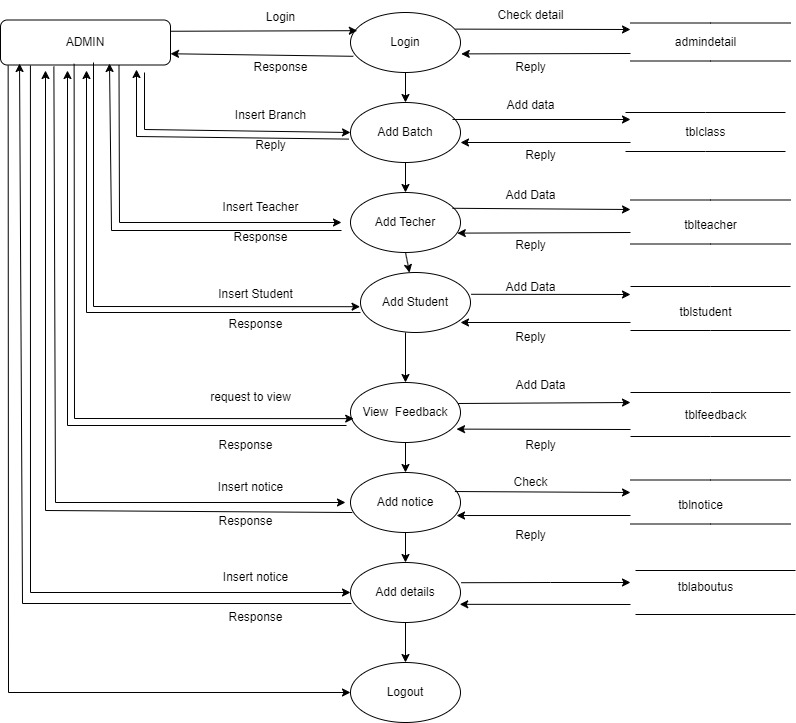 Login
Check detail
ADMIN
Login
admindetail
Response
Reply
Insert Branch
Add data
Add Batch
tblclass
Reply
Reply
Insert Teacher
Add Data
Add Techer
tblteacher
Response
Reply
Insert Student
Add Data
Add Student
tblstudent
Response
Reply
request to view
Add Data
View Feedback
tblfeedback
Response
Reply
Insert notice
Check
Add notice
tblnotice
Response
Reply
Insert notice
Add details
tblaboutus
Response
Logout